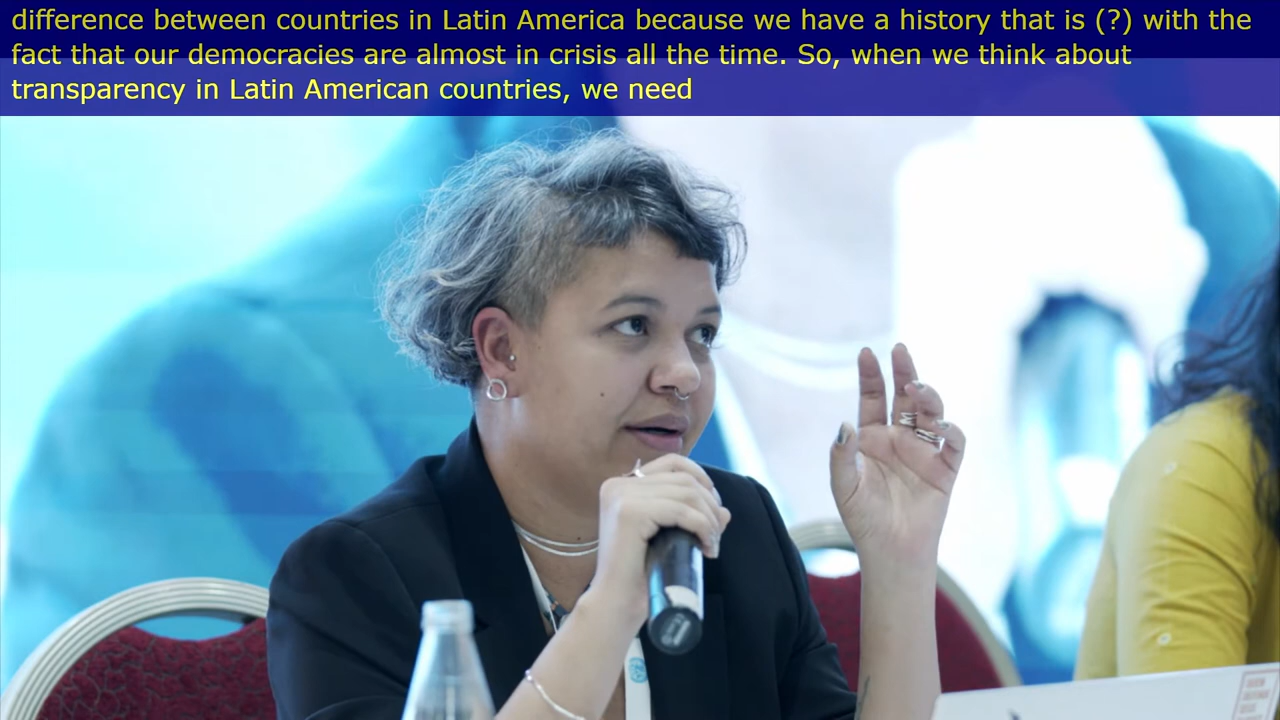 difference between countries in Latin America because we have a history that is (?) with the
fact that our democracies are almost in crisis all the time. So, when we think about
transparency in Latin American countries, we need